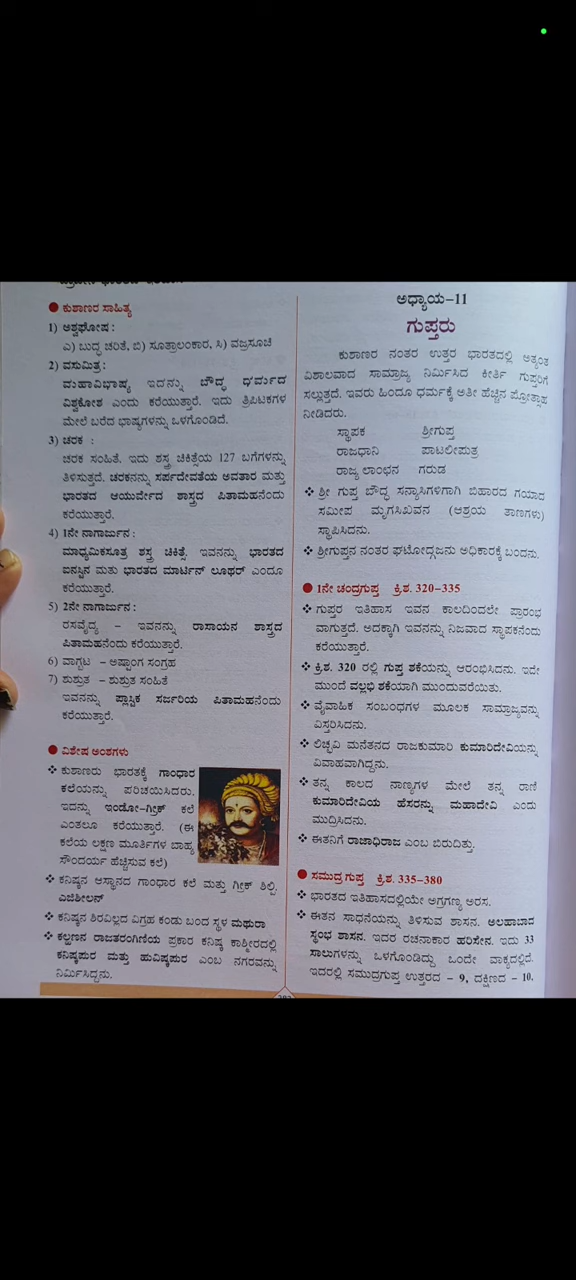 ● ಕುಶಾಣರ ಸಾಹಿತ್ಯ
1) ಅಶ್ವಘೋಷ :
ಎ) ಬುದ್ಧ ಚರಿತೆ, ಬಿ) ಸೂತ್ರಾಲಂಕಾರ, ಸಿ) ವಜ್ರಸೂಚಿ
2) ವಸುಮಿತ್ರ :
ಮಹಾವಿಭಾಷ್ಯ ಇದನ್ನು ಬೌದ್ಧ ಧರ್ಮದ
ವಿಶ್ವಕೋಶ ಎಂದು ಕರೆಯುತ್ತಾರೆ. ಇದು ತ್ರಿಪಿಟಕಗಳ
ಮೇಲೆ ಬರೆದ ಭಾಷ್ಯಗಳನ್ನು ಒಳಗೊಂಡಿದೆ.
3) ಚರಕ :
ಚರಕ ಸಂಹಿತೆ. ಇದು ಶಸ್ತ್ರ ಚಿಕಿತ್ಸೆಯ 127 ಬಗೆಗಳನ್ನು
ತಿಳಿಸುತ್ತದೆ. ಚರಕನನ್ನು ಸರ್ಪದೇವತೆಯ ಅವತಾರ ಮತ್ತು
ಭಾರತದ ಆಯುರ್ವೇದ ಶಾಸ್ತ್ರದ ಪಿತಾಮಹನೆಂದು
ಕರೆಯುತ್ತಾರೆ.
4) 1ನೇ ನಾಗಾರ್ಜುನ :
ಮಾಧ್ಯಮಿಕಸೂತ್ರ ಶಸ್ತ್ರ ಚಿಕಿತ್ಸೆ ಇವನನ್ನು ಭಾರತದ
ಐನಸ್ಟಿನ ಮತು ಭಾರತದ ಮಾರ್ಟಿನ್ ಲೂಥರ್ ಎಂದೂ
ಕರೆಯುತ್ತಾರೆ.
5) 2ನೇ ನಾಗಾರ್ಜುನ :
ರಸವೈದ್ಯ – ಇವನನ್ನು ರಾಸಾಯನ ಶಾಸ್ತ್ರದ
ಪಿತಾಮಹನೆಂದು ಕರೆಯುತ್ತಾರೆ.
6) ವಾಗ್ಭಟ – ಅಷ್ಟಾಂಗ ಸಂಗ್ರಹ
7) ಶುಶ್ರುತ – ಶುಶ್ರುತ ಸಂಹಿತೆ
ಇವನನ್ನು ಪ್ಲಾಸ್ಟಿಕ ಸರ್ಜರಿಯ ಪಿತಾಮಹನೆಂದು
ಕರೆಯುತ್ತಾರೆ.
● ವಿಶೇಷ ಅಂಶಗಳು
❖ ಕುಶಾಣರು ಭಾರತಕ್ಕೆ ಗಾಂಧಾರ
ಕಲೆಯನ್ನು ಪರಿಚಯಿಸಿದರು.
ಇದನ್ನು ಇಂಡೋ-ಗ್ರೀಕ್ ಕಲೆ
ಎಂತಲೂ ಕರೆಯುತ್ತಾರೆ. (ಈ
ಕಲೆಯ ಲಕ್ಷಣ ಮೂರ್ತಿಗಳ ಬಾಹ್ಯ
ಸೌಂದರ್ಯ ಹೆಚ್ಚಿಸುವ ಕಲೆ)
❖ ಕನಿಷ್ಕನ ಆಸ್ಥಾನದ ಗಾಂಧಾರ ಕಲೆ ಮತ್ತು ಗ್ರೀಕ್ ಶಿಲ್ಪಿ
ಎಜಿಶೀಲನ್
❖ ಕನಿಷ್ಕನ ಶಿರವಿಲ್ಲದ ವಿಗ್ರಹ ಕಂಡು ಬಂದ ಸ್ಥಳ ಮಥುರಾ
❖ ಕಲ್ಹಣನ ರಾಜತರಂಗಿಣಿಯ ಪ್ರಕಾರ ಕನಿಷ್ಕ ಕಾಶ್ಮೀರದಲ್ಲಿ
ಕನಿಷ್ಕಪುರ ಮತ್ತು ಹುವಿಷ್ಕಪುರ ಎಂಬ ನಗರವನ್ನು
ನಿರ್ಮಿಸಿದ್ದನು.
ಅಧ್ಯಾಯ-11
ಗುಪ್ತರು
ಕುಶಾಣರ ನಂತರ ಉತ್ತರ ಭಾರತದಲ್ಲಿ ಅತ್ಯಂತ
ವಿಶಾಲವಾದ ಸಾಮ್ರಾಜ್ಯ ನಿರ್ಮಿಸಿದ ಕೀರ್ತಿ ಗುಪ್ತರಿಗೆ
ಸಲ್ಲುತ್ತದೆ. ಇವರು ಹಿಂದೂ ಧರ್ಮಕ್ಕೆ ಅತೀ ಹೆಚ್ಚಿನ ಪ್ರೋತ್ಸಾಹ
ನೀಡಿದರು.
ಸ್ಥಾಪಕ ಶ್ರೀಗುಪ್ತ
ರಾಜಧಾನಿ ಪಾಟಲೀಪುತ್ರ
ರಾಜ್ಯ ಲಾಂಛನ ಗರುಡ
❖ ಶ್ರೀ ಗುಪ್ತ ಬೌದ್ಧ ಸನ್ಯಾಸಿಗಳಿಗಾಗಿ ಬಿಹಾರದ ಗಯಾದ
ಸಮೀಪ ಮೃಗಸಿಖವನ (ಆಶ್ರಯ ತಾಣಗಳು)
ಸ್ಥಾಪಿಸಿದನು.
❖ ಶ್ರೀಗುಪ್ತನ ನಂತರ ಘಟೋದ್ಗಜನು ಅಧಿಕಾರಕ್ಕೆ ಬಂದನು.
● 1ನೇ ಚಂದ್ರಗುಪ್ತ ಕ್ರಿ.ಶ. 320-335
❖ ಗುಪ್ತರ ಇತಿಹಾಸ ಇವನ ಕಾಲದಿಂದಲೇ ಪ್ರಾರಂಭ
ವಾಗುತ್ತದೆ. ಅದಕ್ಕಾಗಿ ಇವನನ್ನು ನಿಜವಾದ ಸ್ಥಾಪಕನೆಂದು
ಕರೆಯುತ್ತಾರೆ.
❖ ಕ್ರಿ.ಶ. 320 ರಲ್ಲಿ ಗುಪ್ತ ಶಕೆಯನ್ನು ಆರಂಭಿಸಿದನು. ಇದೇ
ಮುಂದೆ ವಲ್ಲಭಿ ಶಕೆಯಾಗಿ ಮುಂದುವರೆಯಿತು.
❖ ವೈವಾಹಿಕ ಸಂಬಂಧಗಳ ಮೂಲಕ ಸಾಮ್ರಾಜ್ಯವನ್ನು
ವಿಸ್ತರಿಸಿದನು.
❖ ಲಿಚ್ಛವಿ ಮನೆತನದ ರಾಜಕುಮಾರಿ ಕುಮಾರಿದೇವಿಯನ್ನು
ವಿವಾಹವಾಗಿದ್ದನು.
❖ ತನ್ನ ಕಾಲದ ನಾಣ್ಯಗಳ ಮೇಲೆ ತನ್ನ ರಾಣಿ
ಕುಮಾರಿದೇವಿಯ ಹೆಸರನ್ನು ಮಹಾದೇವಿ ಎಂದು
ಮುದ್ರಿಸಿದನು.
❖ ಈತನಿಗೆ ರಾಜಾಧಿರಾಜ ಎಂಬ ಬಿರುದಿತ್ತು.
● ಸಮುದ್ರ ಗುಪ್ತ ಕ್ರಿ.ಶ. 335-380
❖ ಭಾರತದ ಇತಿಹಾಸದಲ್ಲಿಯೇ ಅಗ್ರಗಣ್ಯ ಅರಸ.
❖ ಈತನ ಸಾಧನೆಯನ್ನು ತಿಳಿಸುವ ಶಾಸನ. ಅಲಹಾಬಾದ
ಸ್ಥಂಭ ಶಾಸನ. ಇದರ ರಚನಾಕಾರ ಹರಿಸೇನ. ಇದು 33
ಸಾಲುಗಳನ್ನು ಒಳಗೊಂಡಿದ್ದು ಒಂದೇ ವಾಕ್ಯದಲ್ಲಿದೆ.
ಇದರಲ್ಲಿ ಸಮುದ್ರಗುಪ್ತ ಉತ್ತರದ – 9, ದಕ್ಷಿಣದ – 10,